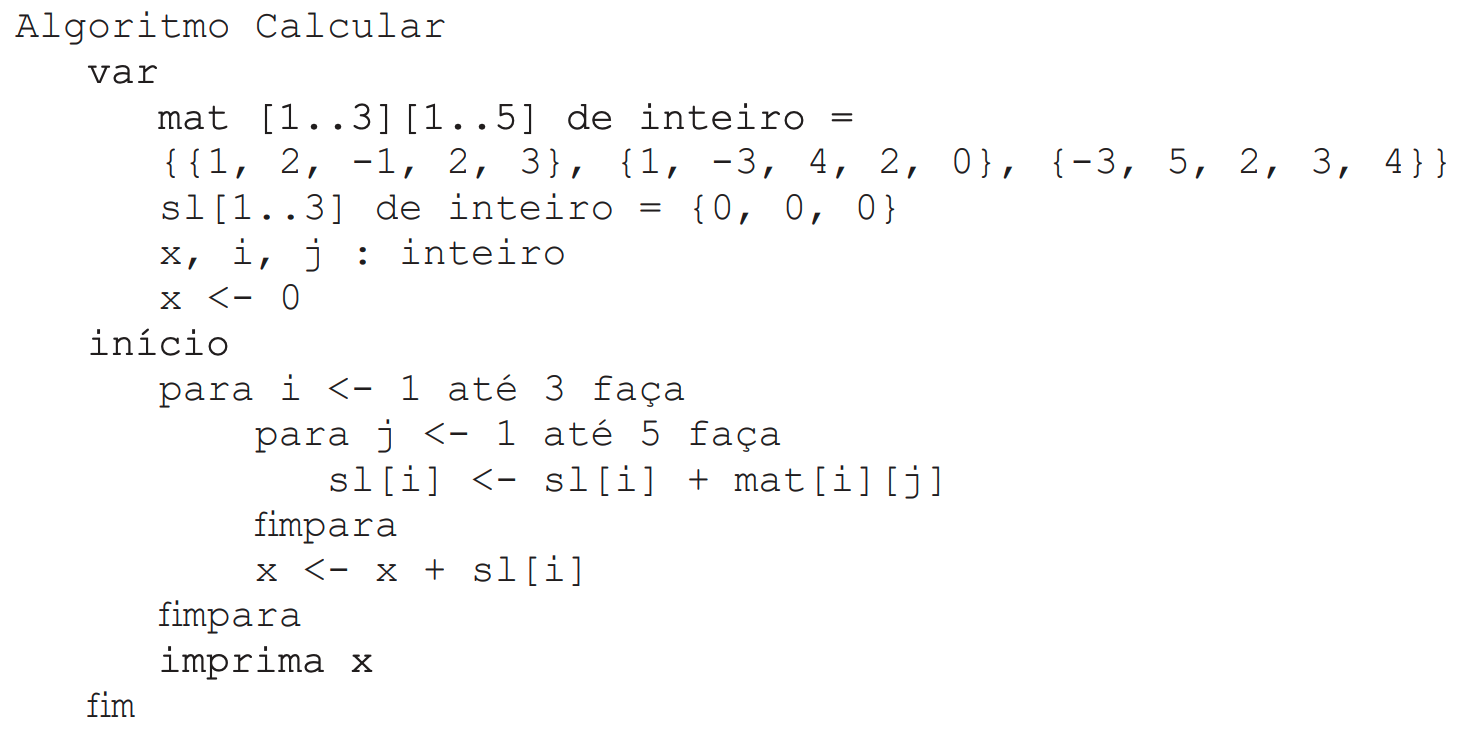 Algoritmo Calcular
var
mat [1..3][1..5] de inteiro =
{{1, 2, -1, 2, 3}, {1, -3, 4, 2, 0}, {-3, 5, 2, 3, 4}}
sl[1..3] de inteiro = {0, 0, 0}
x, i, j : inteiro
x <- 0
início
para i <- 1 até 3 faça
para j <- 1 até 5 faça
sl[i] <- sl[i] + mat[i][j]
fimpara
x <- x + sl[i]
fimpara
imprima x
fim